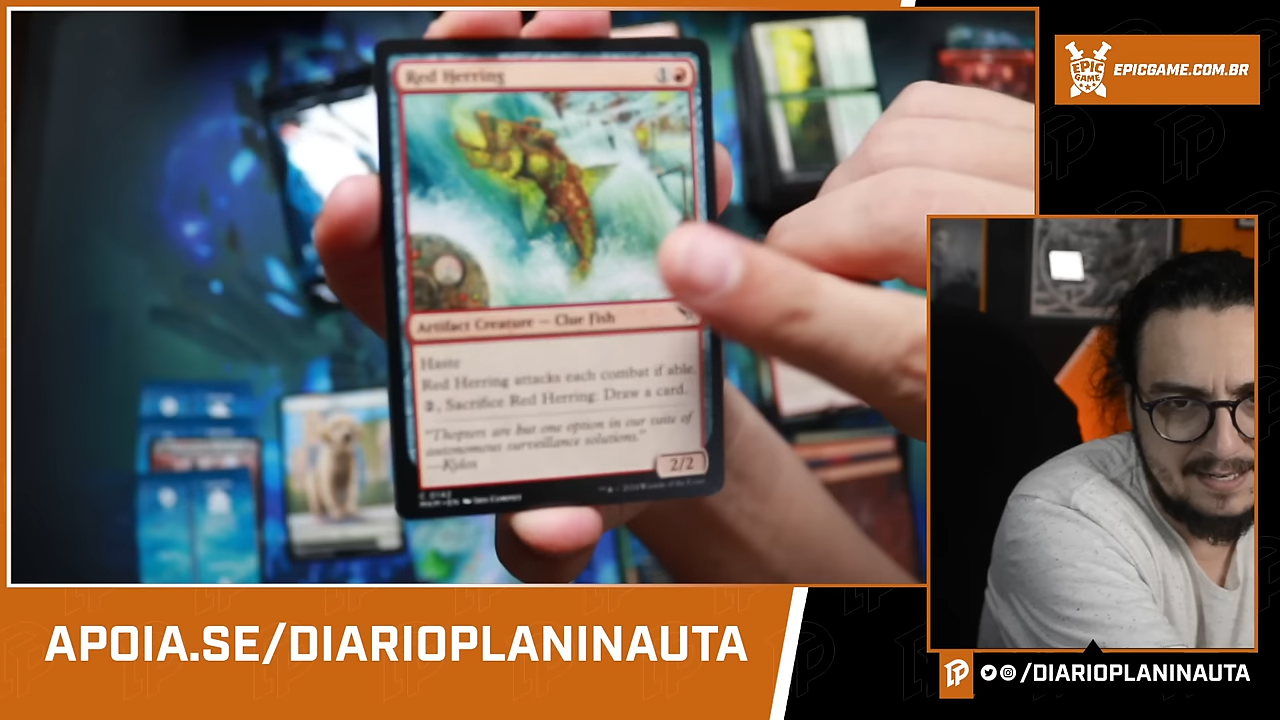 Red Herring
1
Artifact Creature — Clue Fish
Haste
Red Herring attacks each combat if able.
2, Sacrifice Red Herring: Draw a card.
"Thopters are but one option in our suite of
autonomous surveillance solutions."
—Kylox
2/2
EPIC
GAME
EPICGAME.COM.BR
APOIA.SE/DIARIOPLANINAUTA
/DIARIOPLANINAUTA